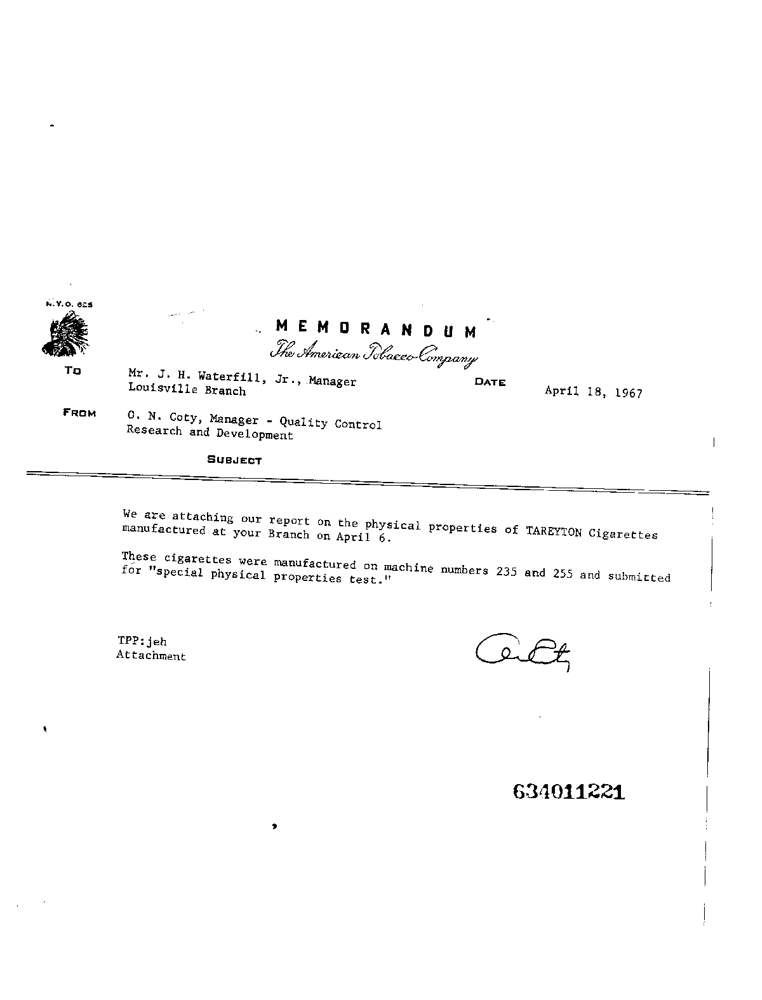 N.Y.O. 625
MEMORANDUM
The American Tobacco Company
TO Mr. J. H. Waterfill, Jr., Manager DATE April 18, 1967
Louisville Branch
FROM O. N. Coty, Manager - Quality Control
Research and Development
SUBJECT
We are attaching our report on the physical properties of TAREYTON Cigarettes
manufactured at your Branch on April 6.
These cigarettes were manufactured on machine numbers 235 and 255 and submitted
for "special physical properties test."
TPP:jeh
Attachment
634011221